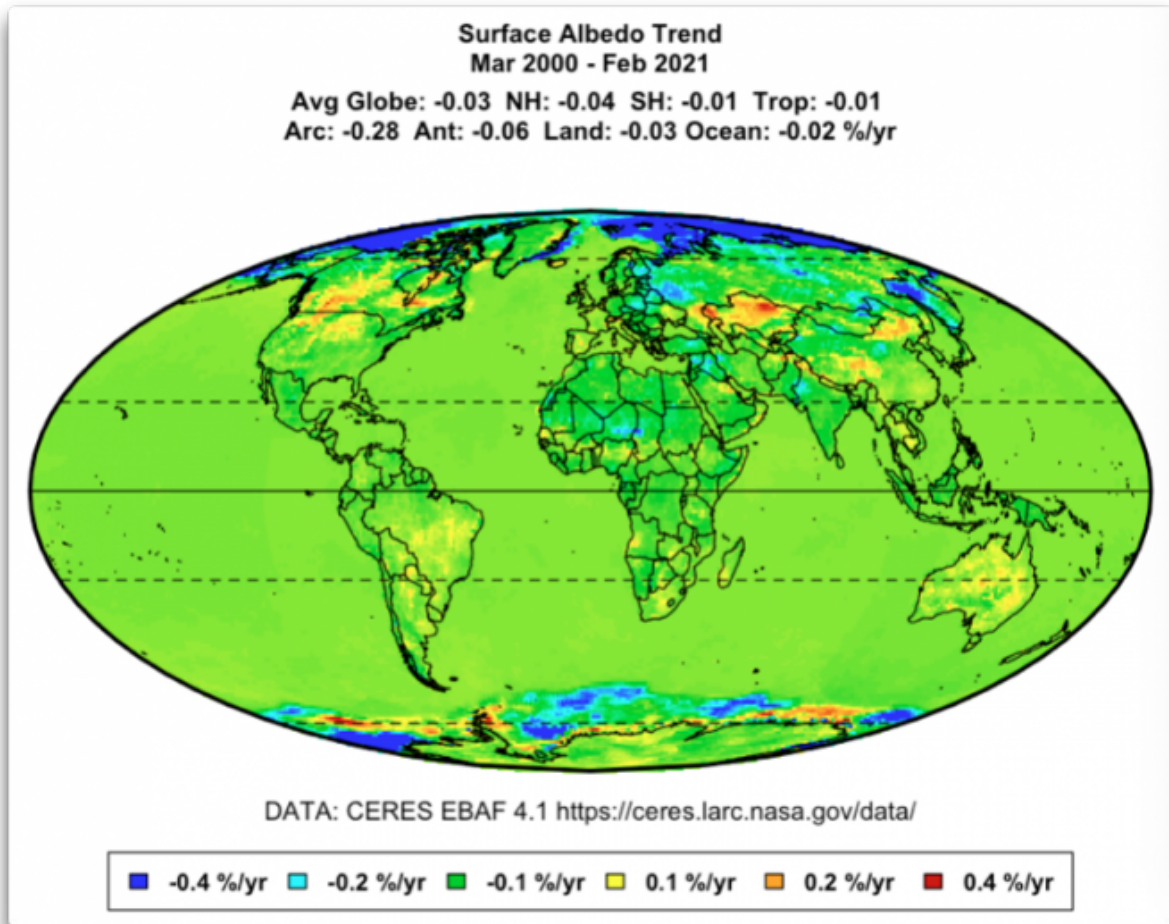 Surface Albedo Trend
Mar 2000 - Feb 2021
Avg Globe: -0.03 NH: -0.04 SH: -0.01 Trop: -0.01
Arc: -0.28 Ant: -0.06 Land: -0.03 Ocean: -0.02 %/yr
DATA: CERES EBAF 4.1 https://ceres.larc.nasa.gov/data/
-0.4 %/yr -0.2 %/yr -0.1 %/yr 0.1 %/yr 0.2 %/yr 0.4 %/yr